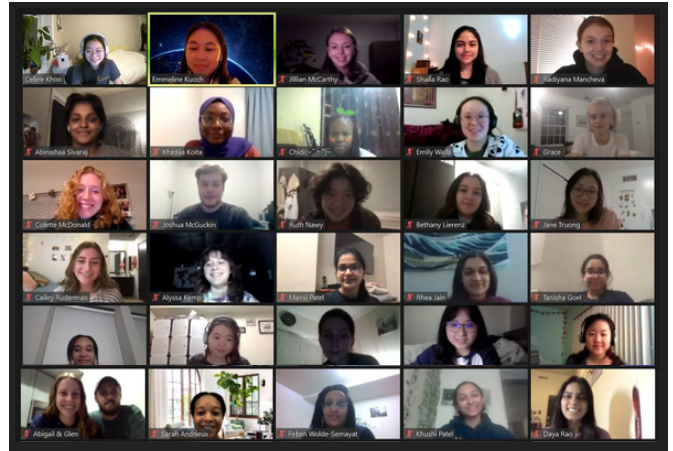 Celine Khoo
Emmeline Kuoch
Jillian McCarthy
Shaila Rao
Radiyana Mancheva
Abinishaa Sivaraj
Khadija Koita
Chidi
Emily Walls
Grace
Colette McDonald
Joshua McGuckin
Ruth Nawy
Bethany Lierenz
Jane Truong
Cailey Ruderman
Alyssa Kemp
Mansi Patel
Rhea Jain
Tanisha Goel
Abigail & Glen
Sarah Andrieux
Feben Wolde-Semayat
Khushi Patel
Daya Rao